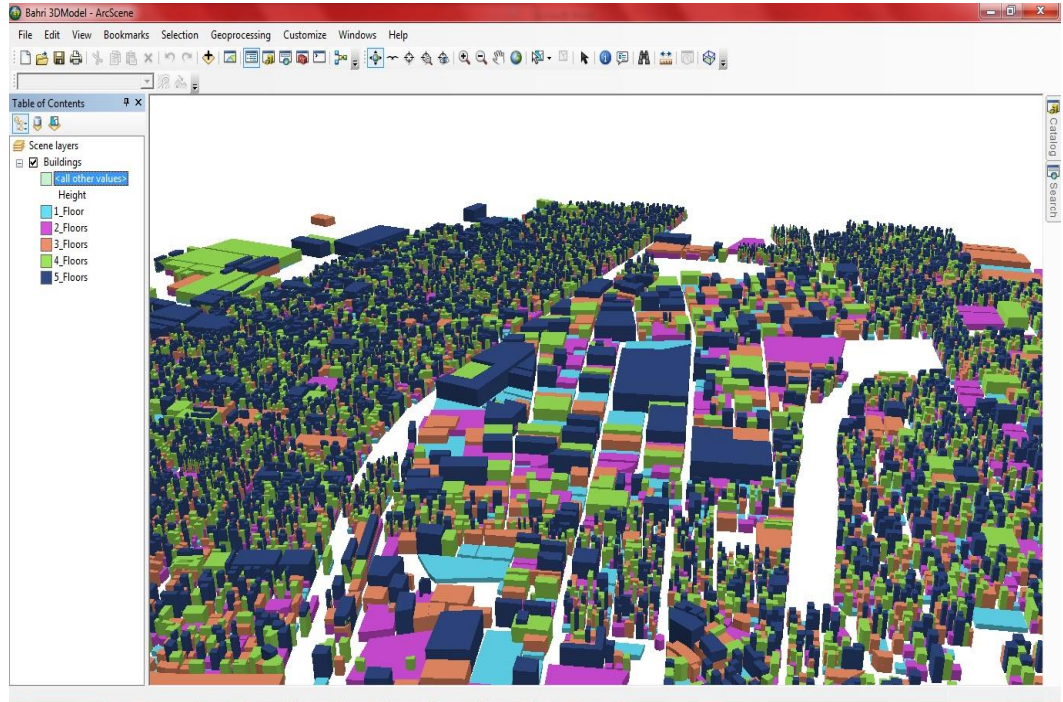 Bahri 3DModel - ArcScene
File Edit View Bookmarks Selection Geoprocessing Customize Windows Help
Table of Contents
Scene layers
Buildings
<all other values>
Height
1_Floor
2_Floors
3_Floors
4_Floors
5_Floors
Catalog
Search